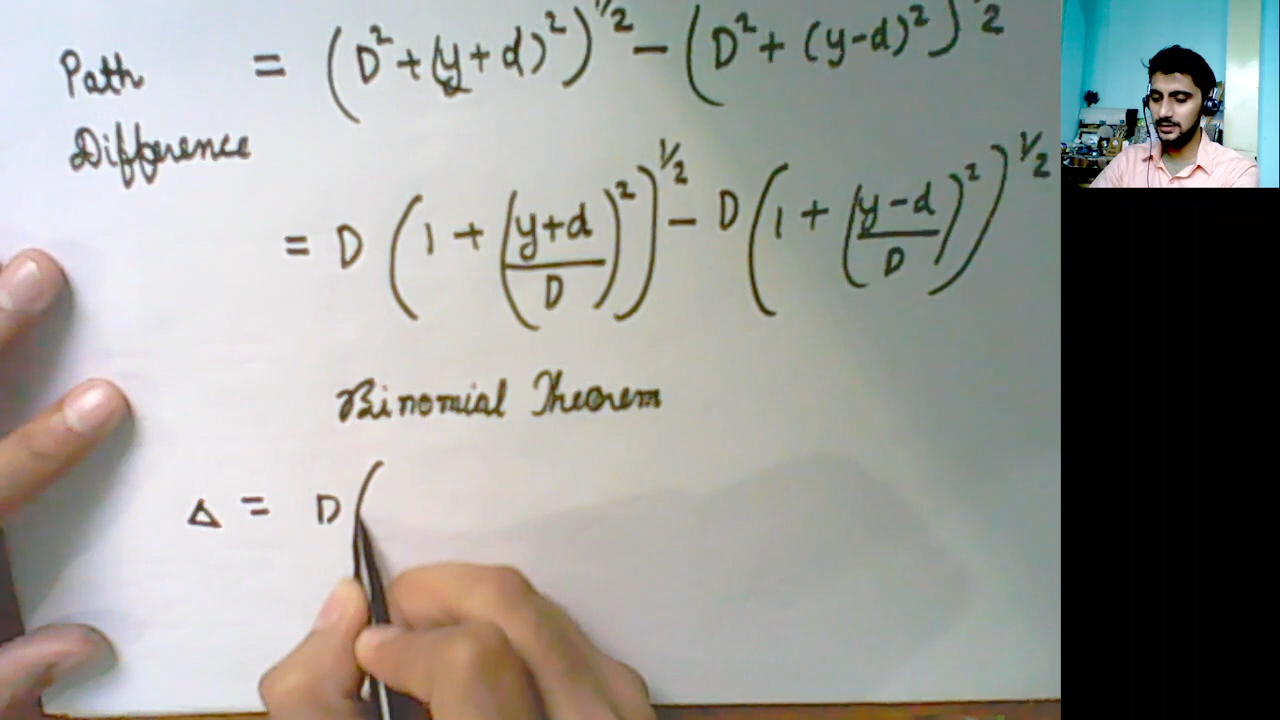 Path = (D² + (y+d)²)^1/2 − (D² + (y-d)²)^1/2
Difference
= D (1 + ((y+d)/D)²)^1/2 − D (1 + ((y-d)/D)²)^1/2
Binomial Theorem
Δ = D (